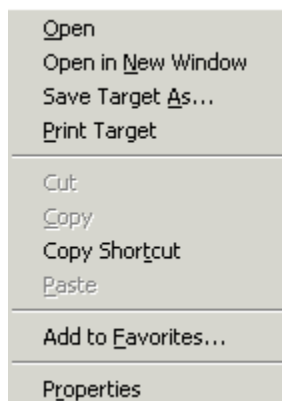 Open
Open in New Window
Save Target As...
Print Target
Cut
Copy
Copy Shortcut
Paste
Add to Favorites...
Properties